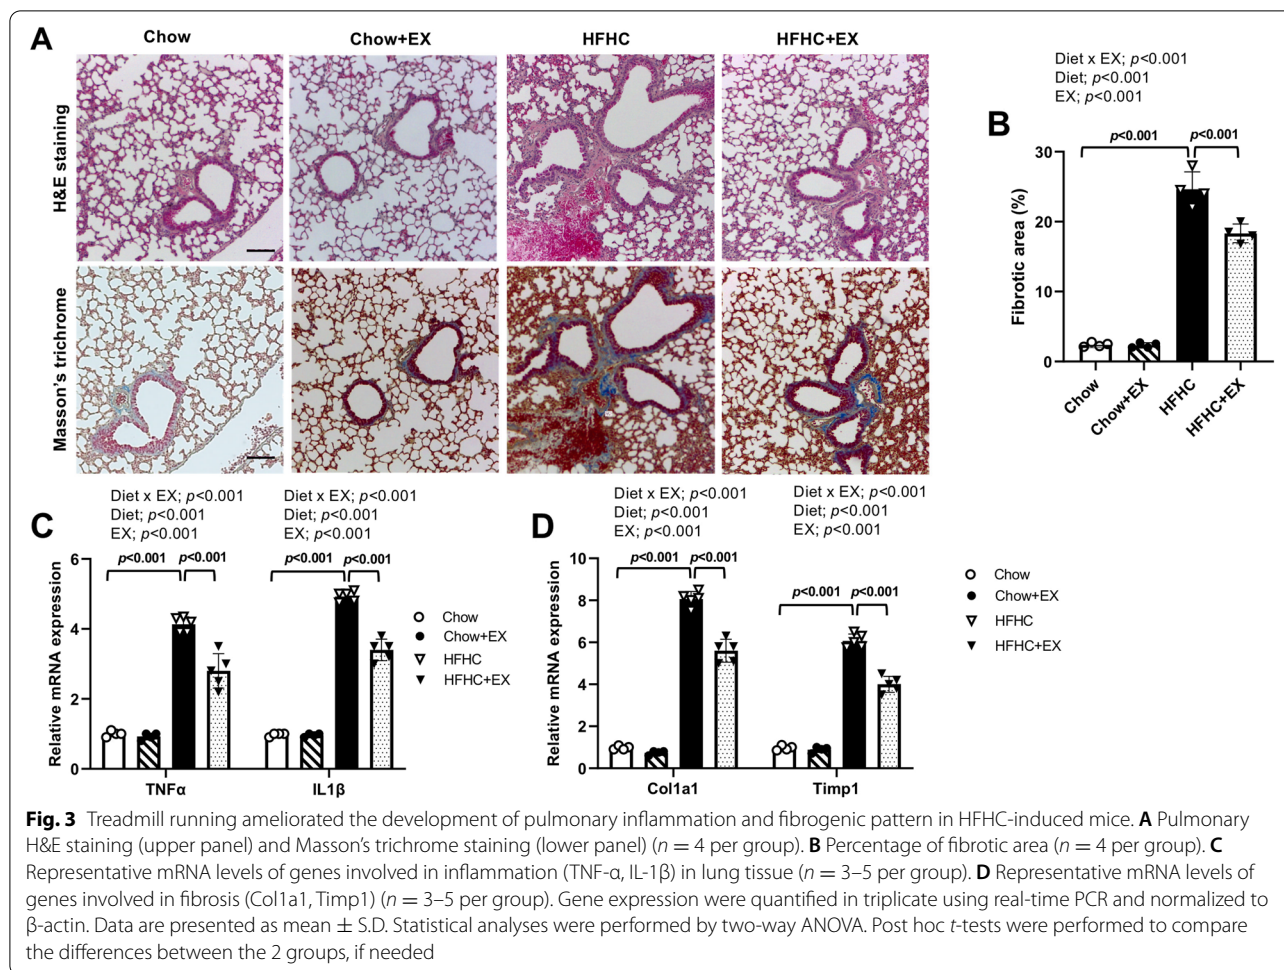 A
Chow
Chow+EX
HFHC
HFHC+EX
H&E staining
Masson's trichrome
Diet x EX; p<0.001
Diet; p<0.001
EX; p<0.001
B
p<0.001
p<0.001
30
20
10
0
Fibrotic area (%)
Chow
Chow+EX
HFHC
HFHC+EX
Diet x EX; p<0.001
Diet; p<0.001
EX; p<0.001
Diet x EX; p<0.001
Diet; p<0.001
EX; p<0.001
C
p<0.001
p<0.001
p<0.001
p<0.001
6
4
2
0
Relative mRNA expression
TNFα
IL1β
Chow
Chow+EX
HFHC
HFHC+EX
Diet x EX; p<0.001
Diet; p<0.001
EX; p<0.001
Diet x EX; p<0.001
Diet; p<0.001
EX; p<0.001
D
p<0.001
p<0.001
p<0.001
p<0.001
10
8
6
4
2
0
Relative mRNA expression
Col1a1
Timp1
Chow
Chow+EX
HFHC
HFHC+EX
Fig. 3 Treadmill running ameliorated the development of pulmonary inflammation and fibrogenic pattern in HFHC-induced mice. A Pulmonary
H&E staining (upper panel) and Masson's trichrome staining (lower panel) (n = 4 per group). B Percentage of fibrotic area (n = 4 per group). C
Representative mRNA levels of genes involved in inflammation (TNF-α, IL-1β) in lung tissue (n = 3–5 per group). D Representative mRNA levels of
genes involved in fibrosis (Col1a1, Timp1) (n = 3–5 per group). Gene expression were quantified in triplicate using real-time PCR and normalized to
β-actin. Data are presented as mean ± S.D. Statistical analyses were performed by two-way ANOVA. Post hoc t-tests were performed to compare
the differences between the 2 groups, if needed